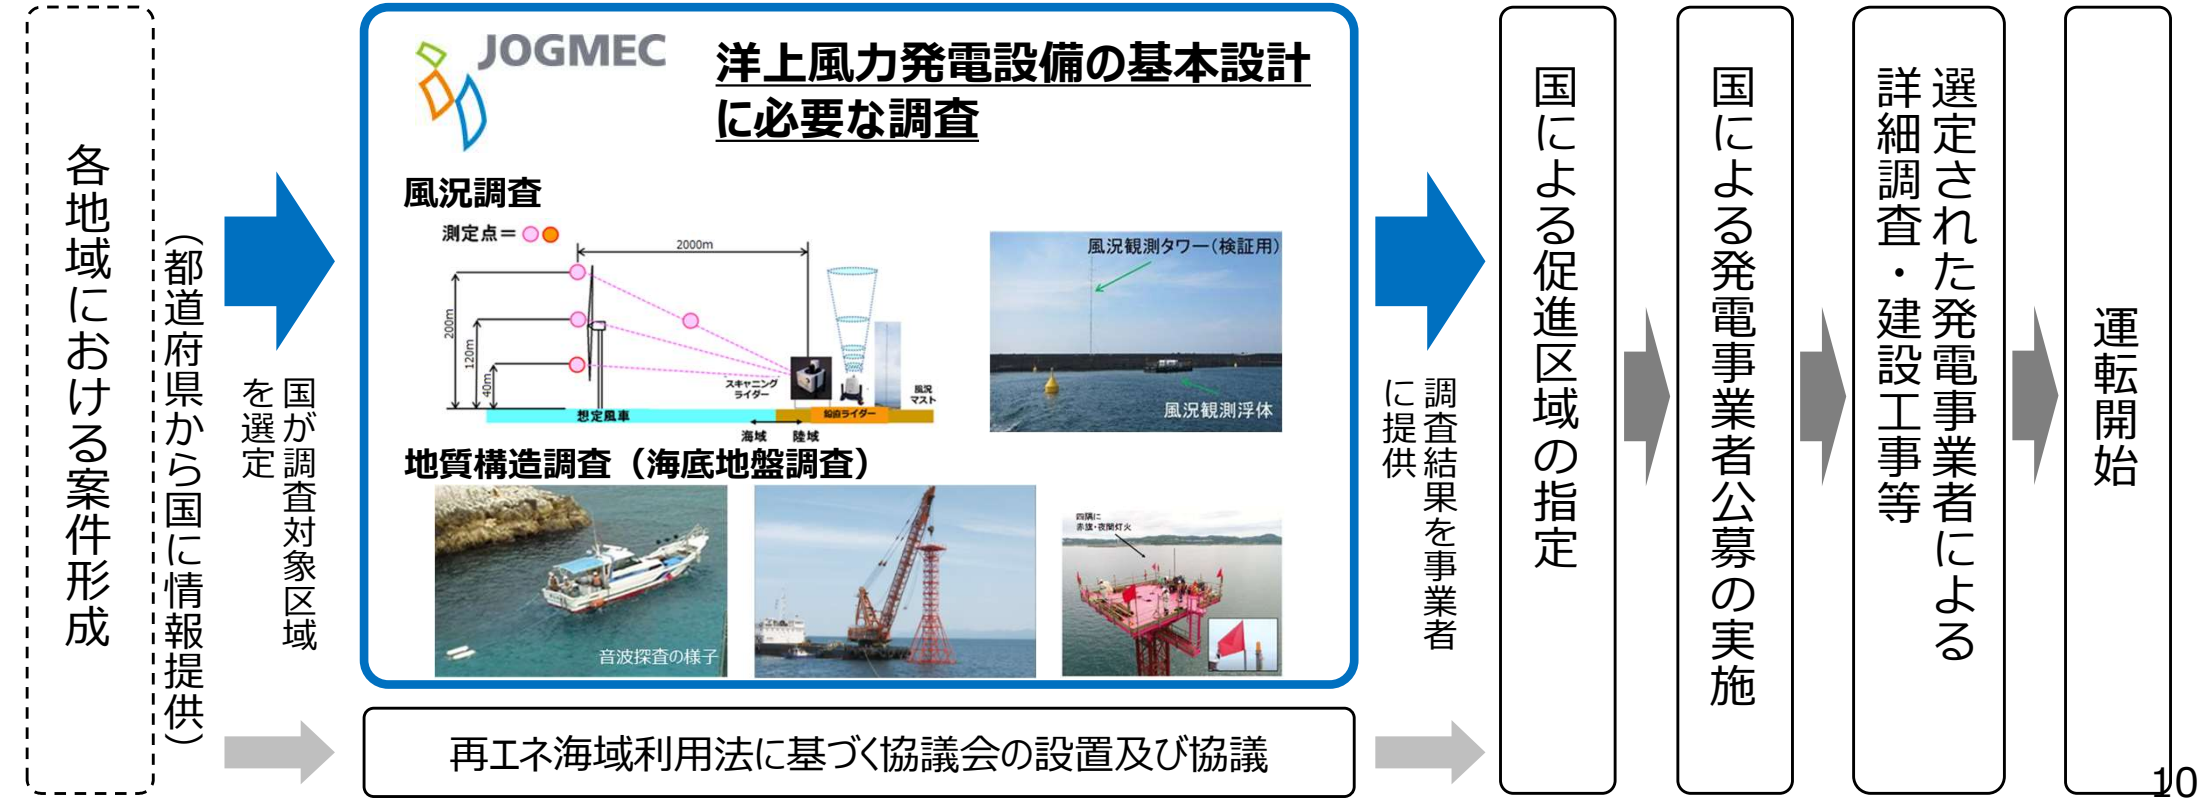 各地域における案件形成
（都道府県から国に情報提供）
国が調査対象区域
を選定
JOGMEC
洋上風力発電設備の基本設計
に必要な調査
風況調査
測定点＝
2000m
200m
120m
40m
スキャニング
ライダー
鉛直ライダー
風況
マスト
想定風車
海域
陸域
風況観測タワー（検証用）
風況観測浮体
地質構造調査（海底地盤調査）
音波探査の様子
四隅に
赤旗・夜間灯火
再エネ海域利用法に基づく協議会の設置及び協議
調査結果を事業者
に提供
国による促進区域の指定
国による発電事業者公募の実施
選定された発電事業者による
詳細調査・建設工事等
運転開始
10